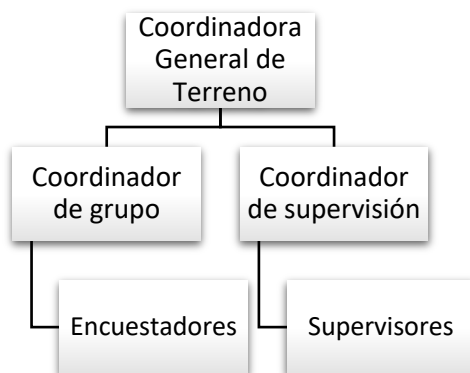 Coordinadora
General de
Terreno
Coordinador
de grupo
Coordinador
de supervisión
Encuestadores
Supervisores